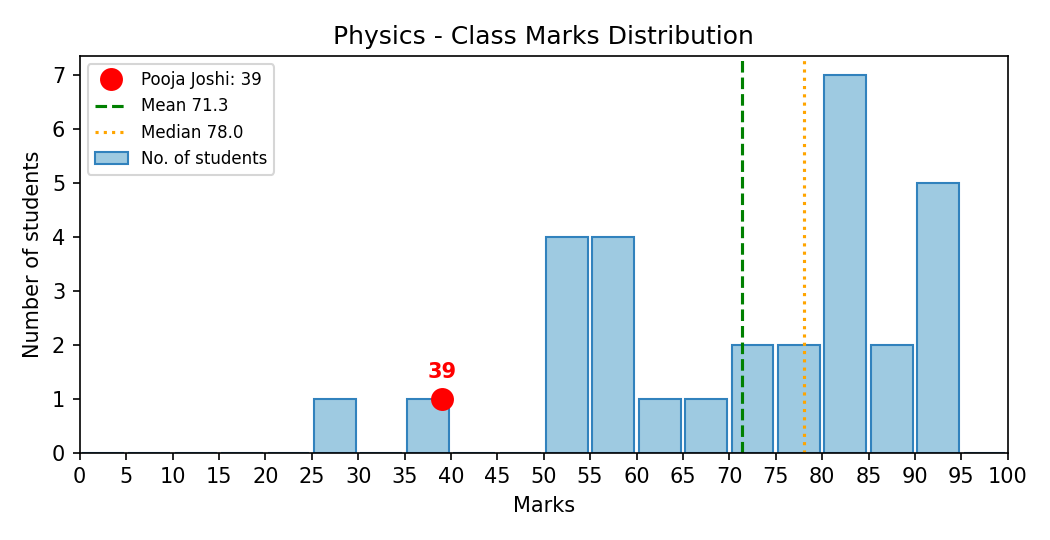 Physics - Class Marks Distribution
Pooja Joshi: 39
Mean 71.3
Median 78.0
No. of students
Number of students
7
6
5
4
3
2
1
0
39
0 5 10 15 20 25 30 35 40 45 50 55 60 65 70 75 80 85 90 95 100
Marks